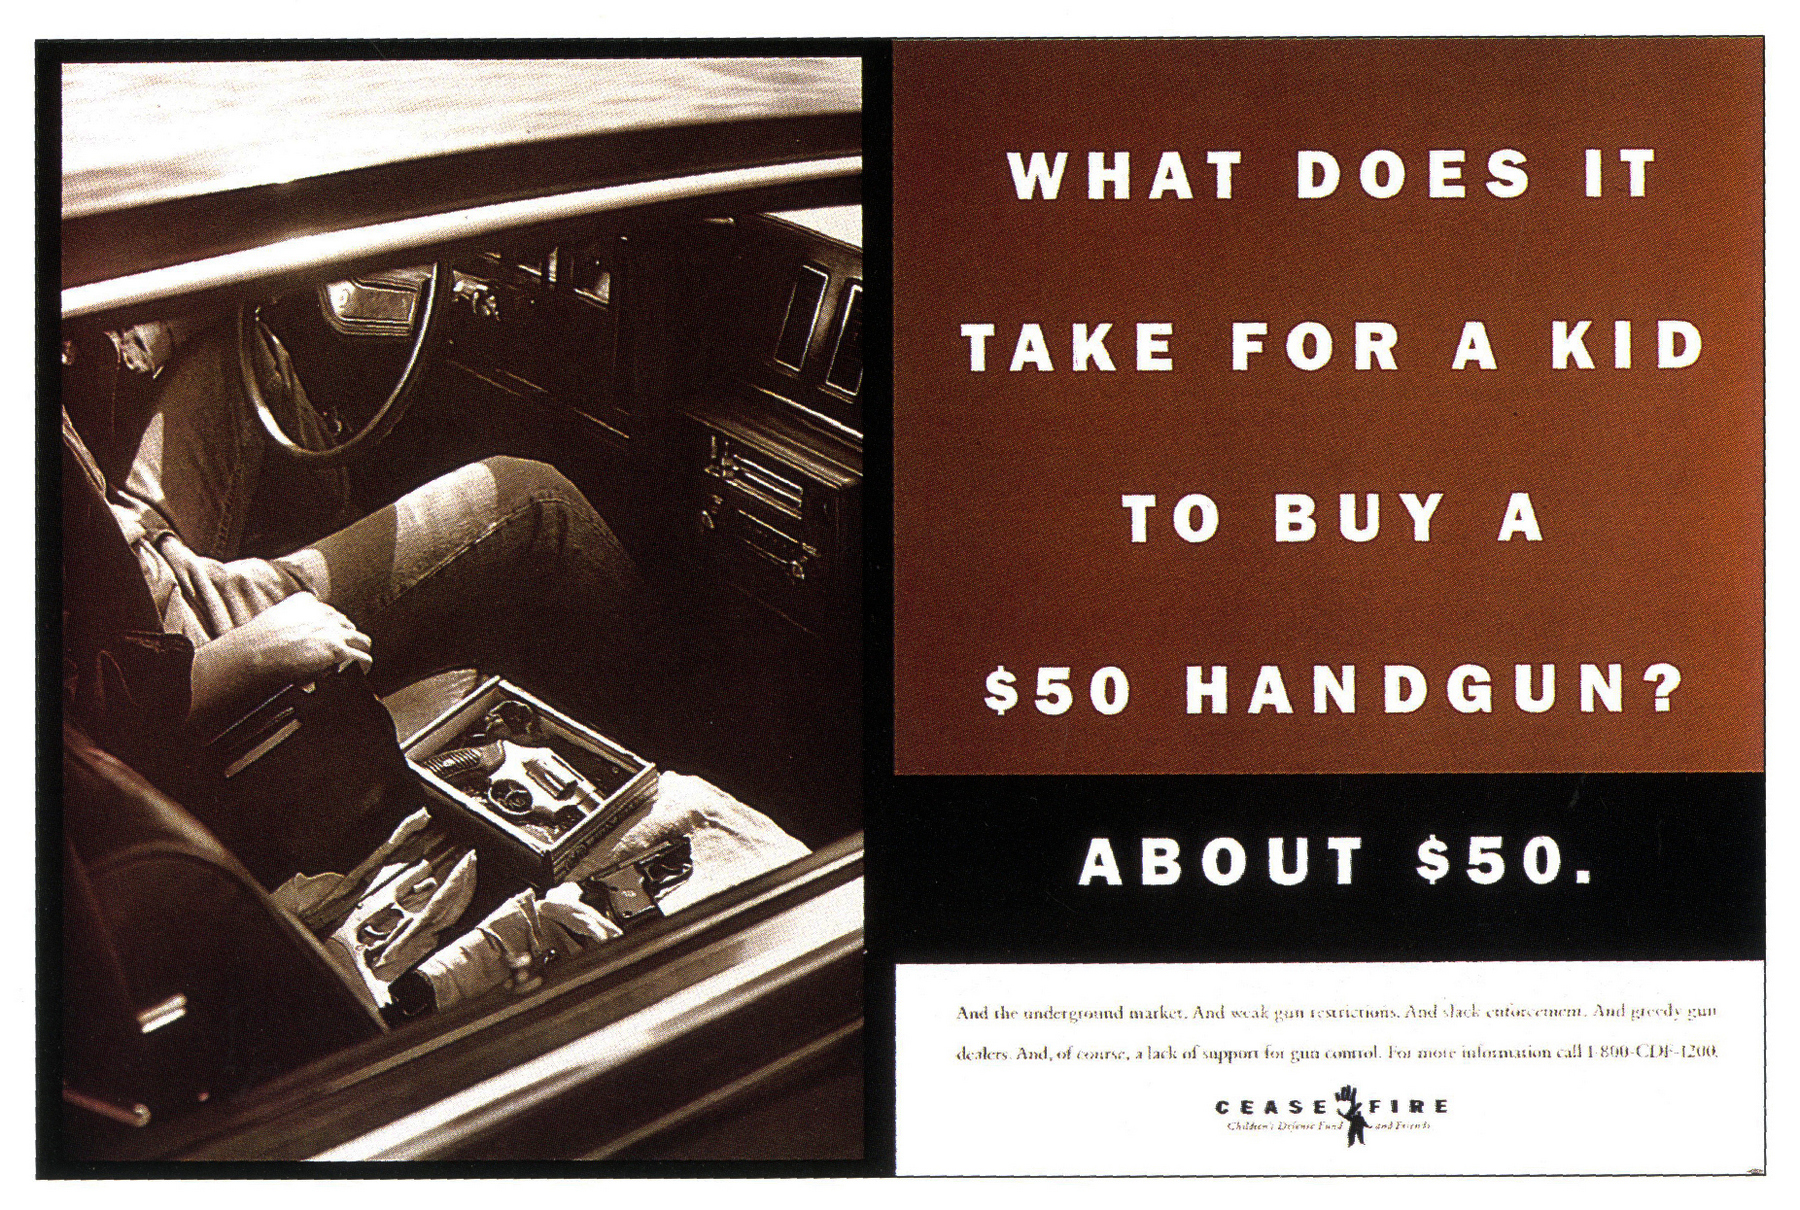 WHAT DOES IT
TAKE FOR A KID
TO BUY A
$50 HANDGUN?
ABOUT $50.
And the underground market. And weak gun restrictions. And slack enforcement. And greedy gun
dealers. And, of course, a lack of support for gun control. For more information call 1-800-CDF-1200.
CEASE FIRE
Children's Defense Fund and Friends